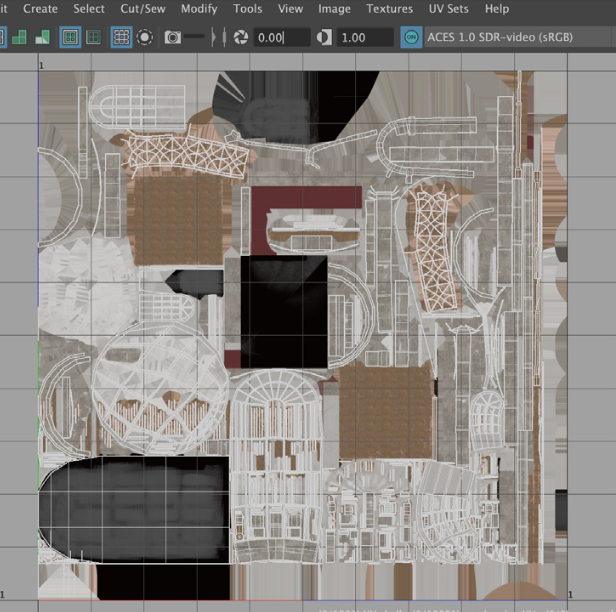 it Create Select Cut/Sew Modify Tools View Image Textures UV Sets Help
0.00 1.00 ON ACES 1.0 SDR-video (sRGB)
1
1 1